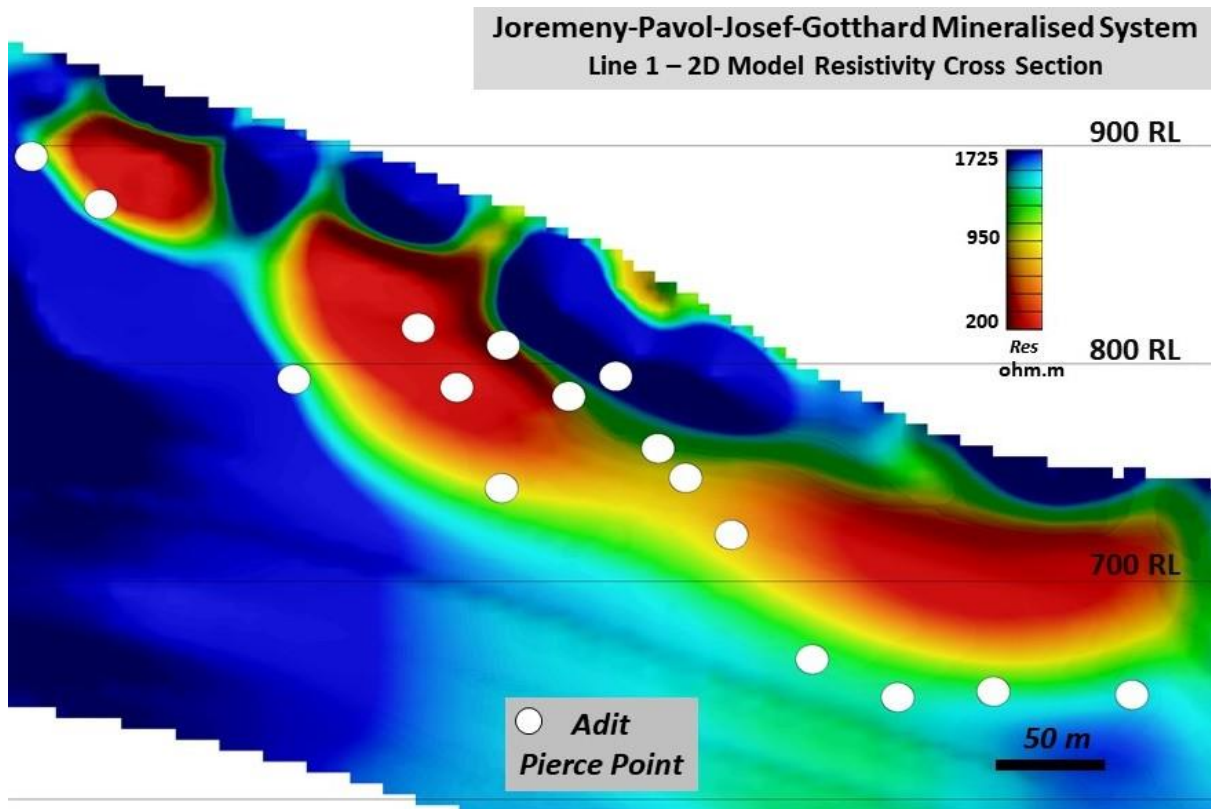 Joremeny-Pavol-Josef-Gotthard Mineralised System
Line 1 – 2D Model Resistivity Cross Section
900 RL
1725
950
200
Res
ohm.m
800 RL
700 RL
Adit
Pierce Point
50 m